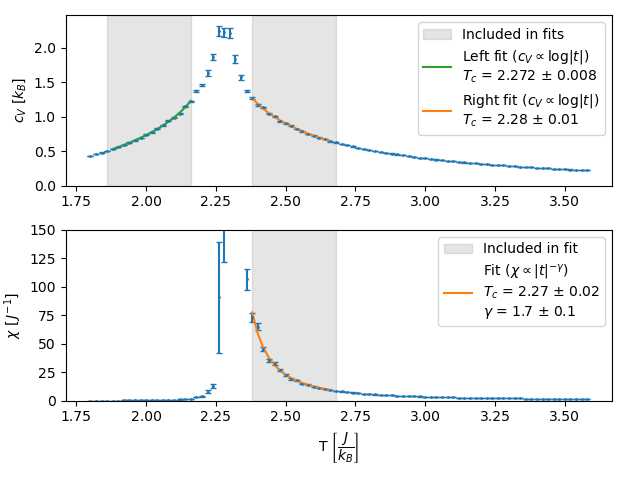 2.0
1.5
1.0
0.5
0.0
c_V [k_B]
Included in fits
Left fit (c_V ∝ log|t|)
T_c = 2.272 ± 0.008
Right fit (c_V ∝ log|t|)
T_c = 2.28 ± 0.01
1.75 2.00 2.25 2.50 2.75 3.00 3.25 3.50
150
125
100
75
50
25
0
χ [J⁻¹]
Included in fit
Fit (χ ∝ |t|^{-γ})
T_c = 2.27 ± 0.02
γ = 1.7 ± 0.1
1.75 2.00 2.25 2.50 2.75 3.00 3.25 3.50
T [J/k_B]